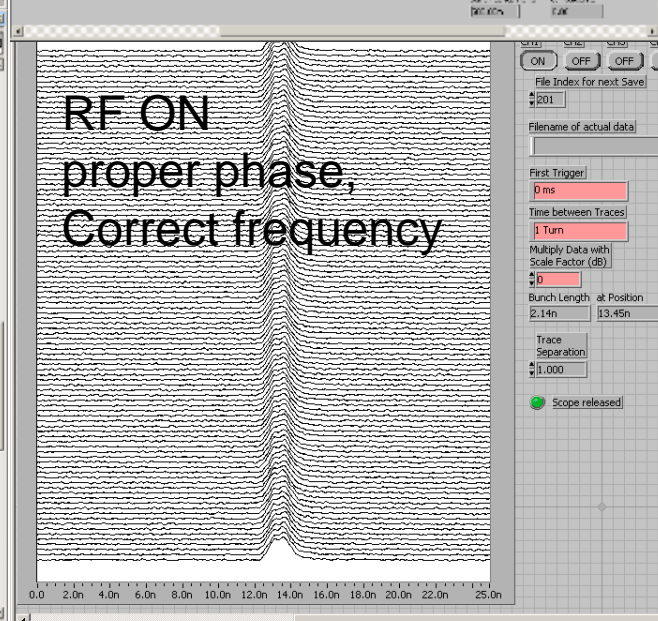 RF ON
proper phase,
Correct frequency
0.0 2.0n 4.0n 6.0n 8.0n 10.0n 12.0n 14.0n 16.0n 18.0n 20.0n 22.0n 25.0n
ON OFF OFF
File Index for next Save
201
Filename of actual data
First Trigger
0 ms
Time between Traces
1 Turn
Multiply Data with
Scale Factor (dB)
0
Bunch Length at Position
2.14n 13.45n
Trace
Separation
1.000
Scope released